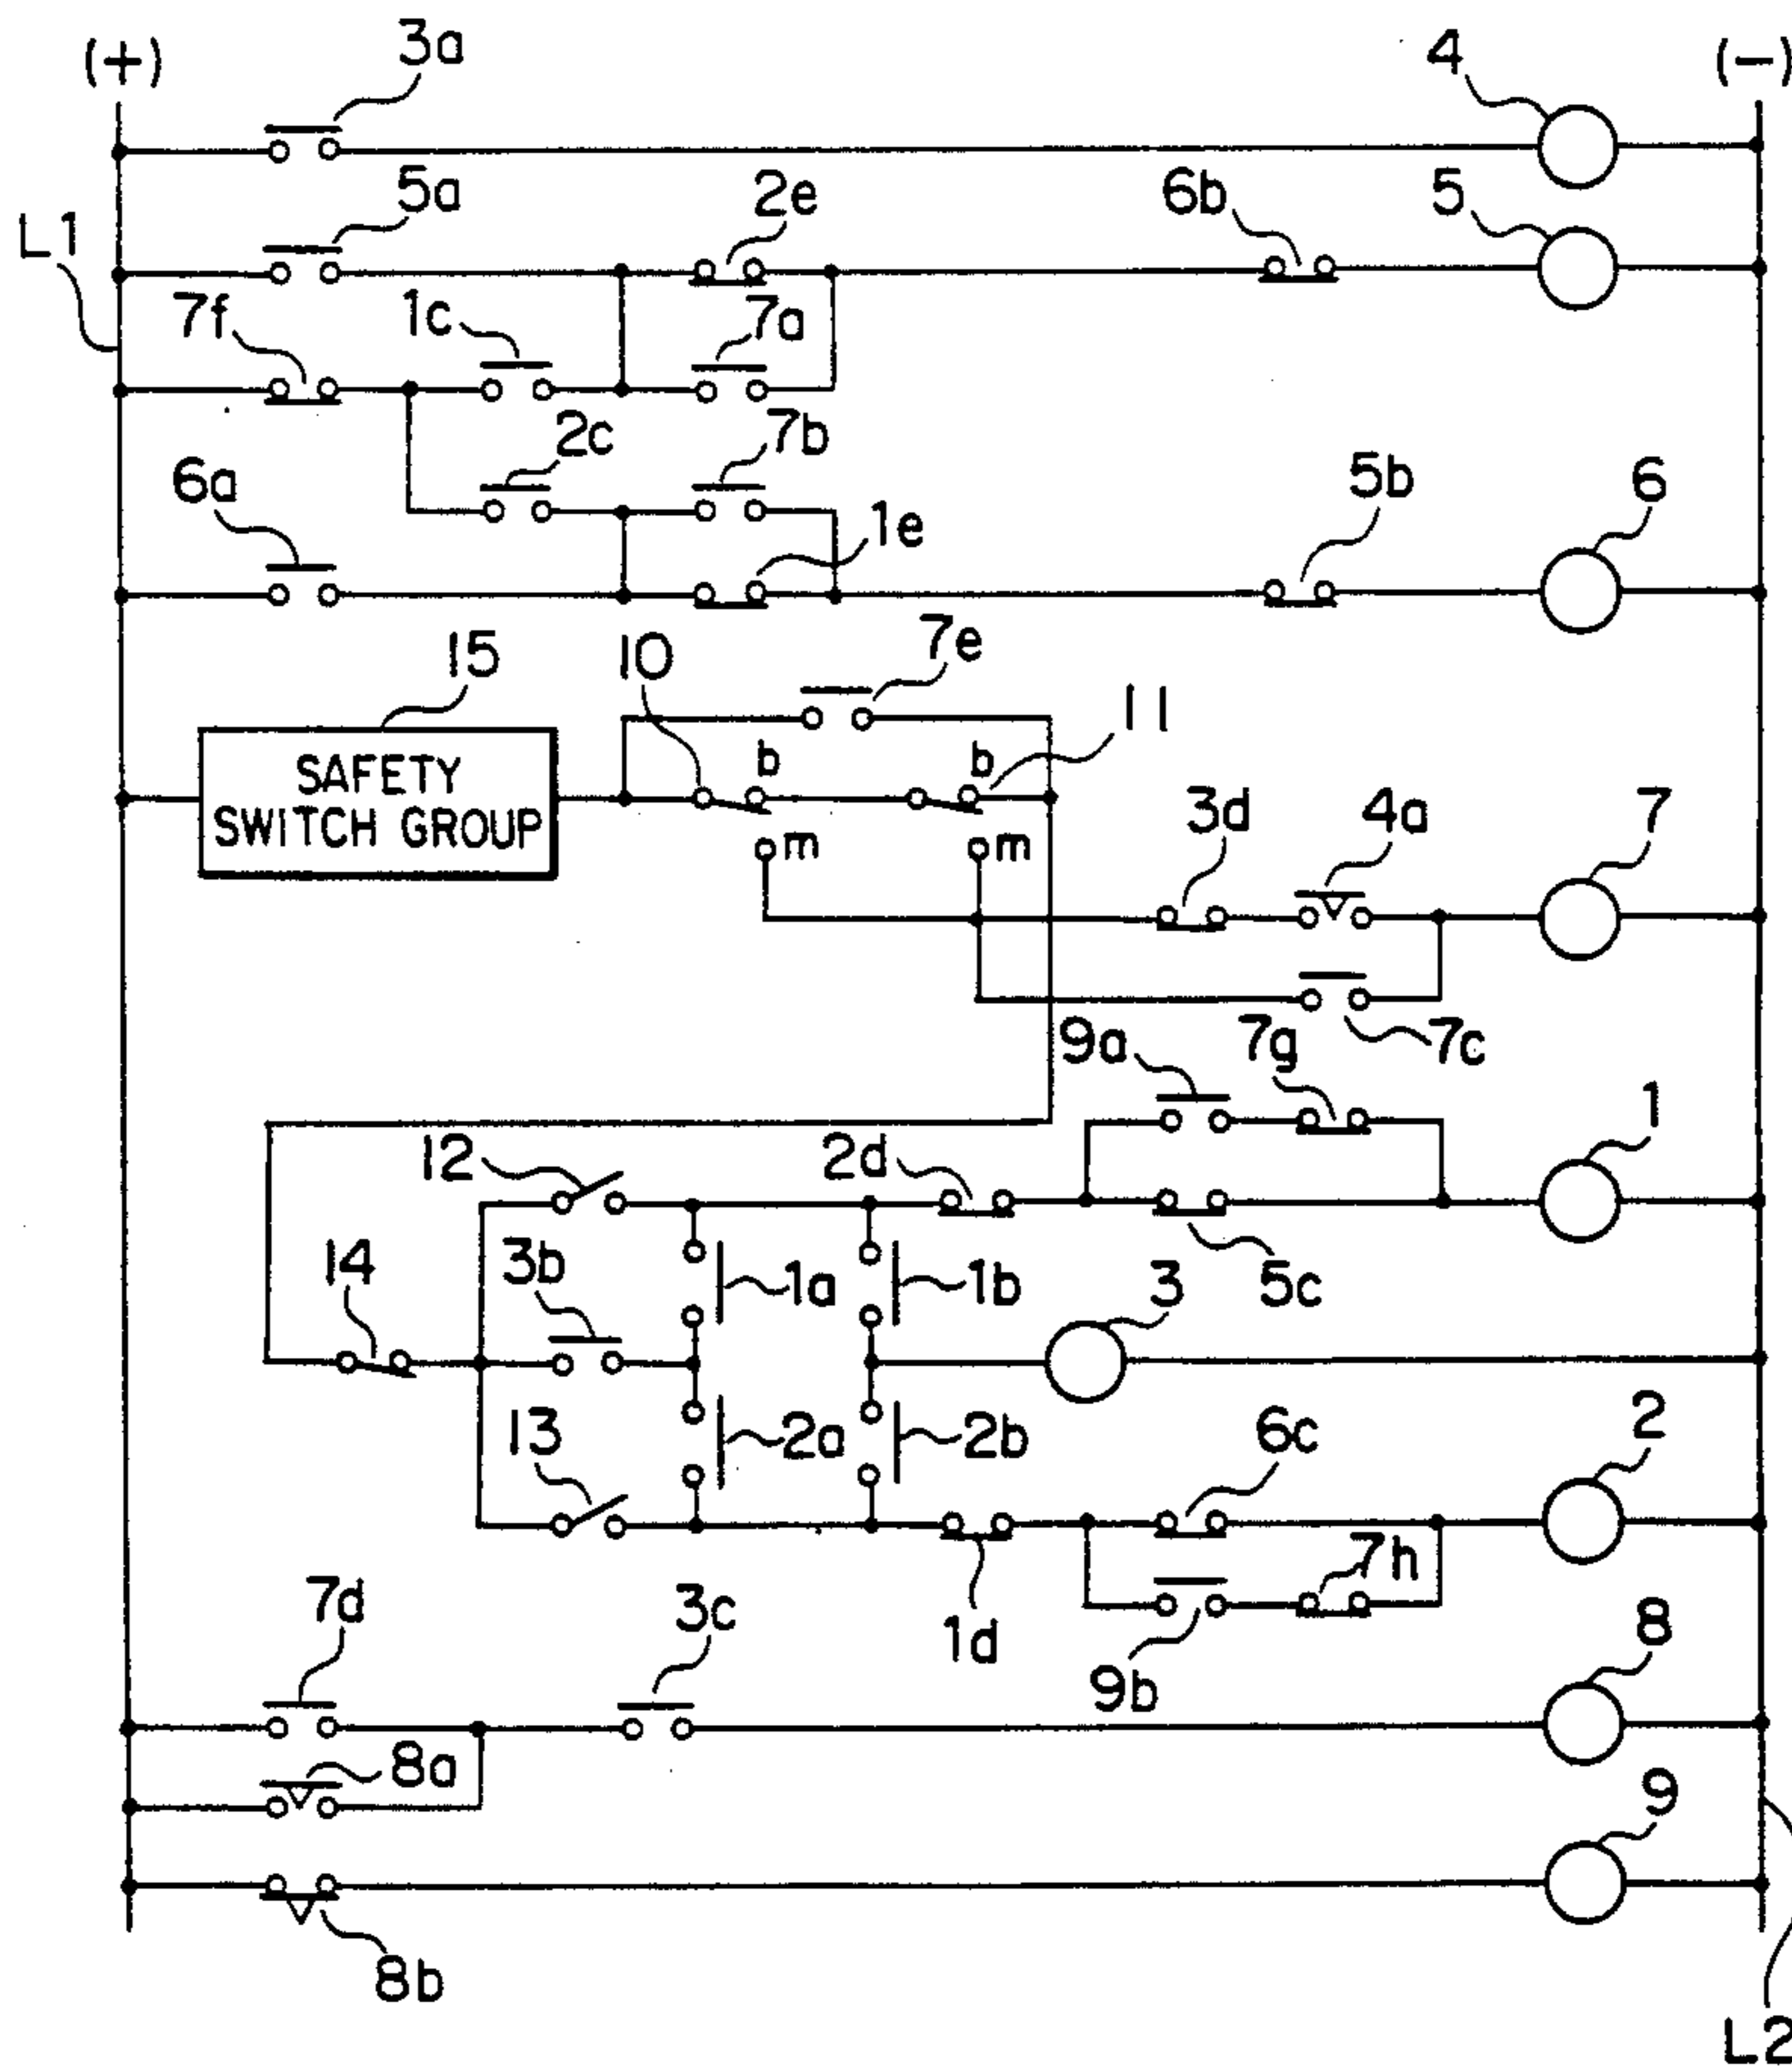 (+) 3a 4 (-)
L1 5a 2e 6b 5
7f 1c 7a
2c 7b
6a 1e 5b 6
15 10 7e
b b 11
SAFETY
SWITCH GROUP
m m 3d 4a 7
9a 7g 7c
12 2d 1
14 3b 1a 1b 3 5c
13 2a 2b 6c 2
7h
7d 3c 1d 9b 8
8a 9
8b
L2